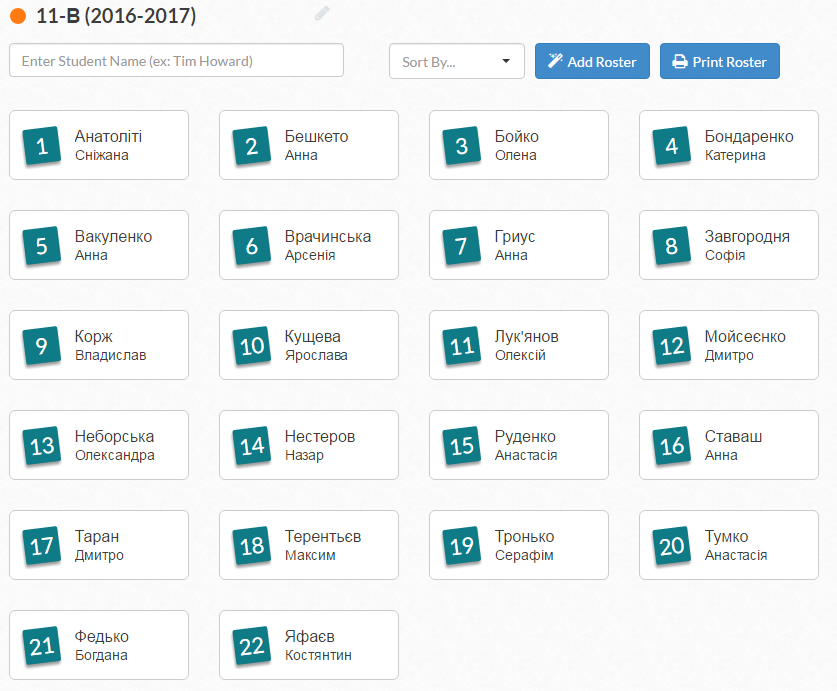 11-В (2016-2017)
Enter Student Name (ex: Tim Howard)
Sort By...
Add Roster
Print Roster
1
Анатоліті
Сніжана
2
Бешкето
Анна
3
Бойко
Олена
4
Бондаренко
Катерина
5
Вакуленко
Анна
6
Врачинська
Арсенія
7
Гриус
Анна
8
Завгородня
Софія
9
Корж
Владислав
10
Кущева
Ярослава
11
Лук'янов
Олексій
12
Мойсеєнко
Дмитро
13
Неборська
Олександра
14
Нестеров
Назар
15
Руденко
Анастасія
16
Ставаш
Анна
17
Таран
Дмитро
18
Терентьєв
Максим
19
Тронько
Серафім
20
Тумко
Анастасія
21
Федько
Богдана
22
Яфаєв
Костянтин